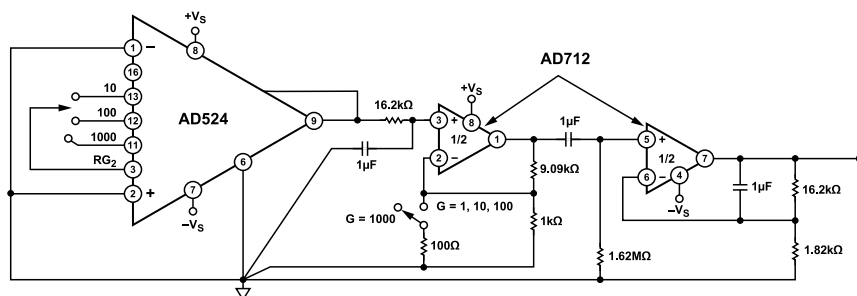 +VS
AD712
1
−
8
16
10
13
AD524
+VS
1µF
9
16.2kΩ
3
+
8
5
+
100
12
1/2
1
1/2
7
1000
11
2
−
6
−
4
RG2
3
6
1µF
9.09kΩ
1µF
16.2kΩ
2
+
7
−VS
−VS
G = 1, 10, 100
G = 1000
1kΩ
100Ω
1.62MΩ
1.82kΩ